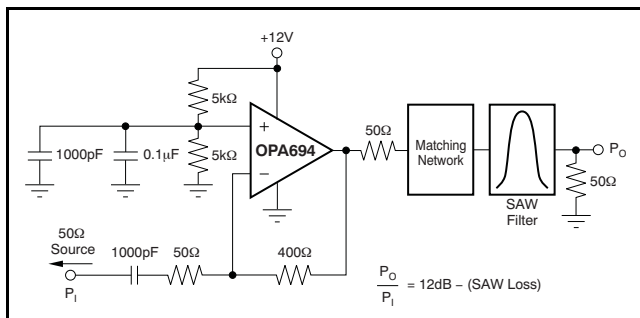 +12V
5kΩ
1000pF
0.1µF
5kΩ
+
OPA694
−
50Ω
Matching
Network
SAW
Filter
P_O
50Ω
50Ω
Source
P_I
1000pF
50Ω
400Ω
P_O
P_I
= 12dB − (SAW Loss)